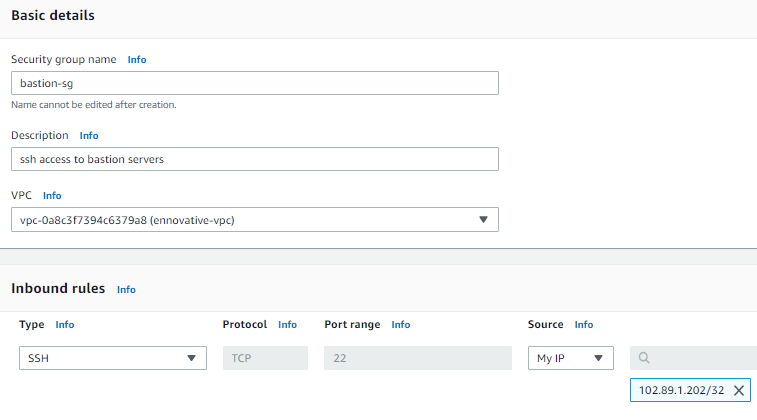 Basic details
Security group name Info
bastion-sg
Name cannot be edited after creation.
Description Info
ssh access to bastion servers
VPC Info
vpc-0a8c3f7394c6379a8 (ennovative-vpc)
Inbound rules Info
Type Info Protocol Info Port range Info Source Info
SSH TCP 22 My IP
102.89.1.202/32